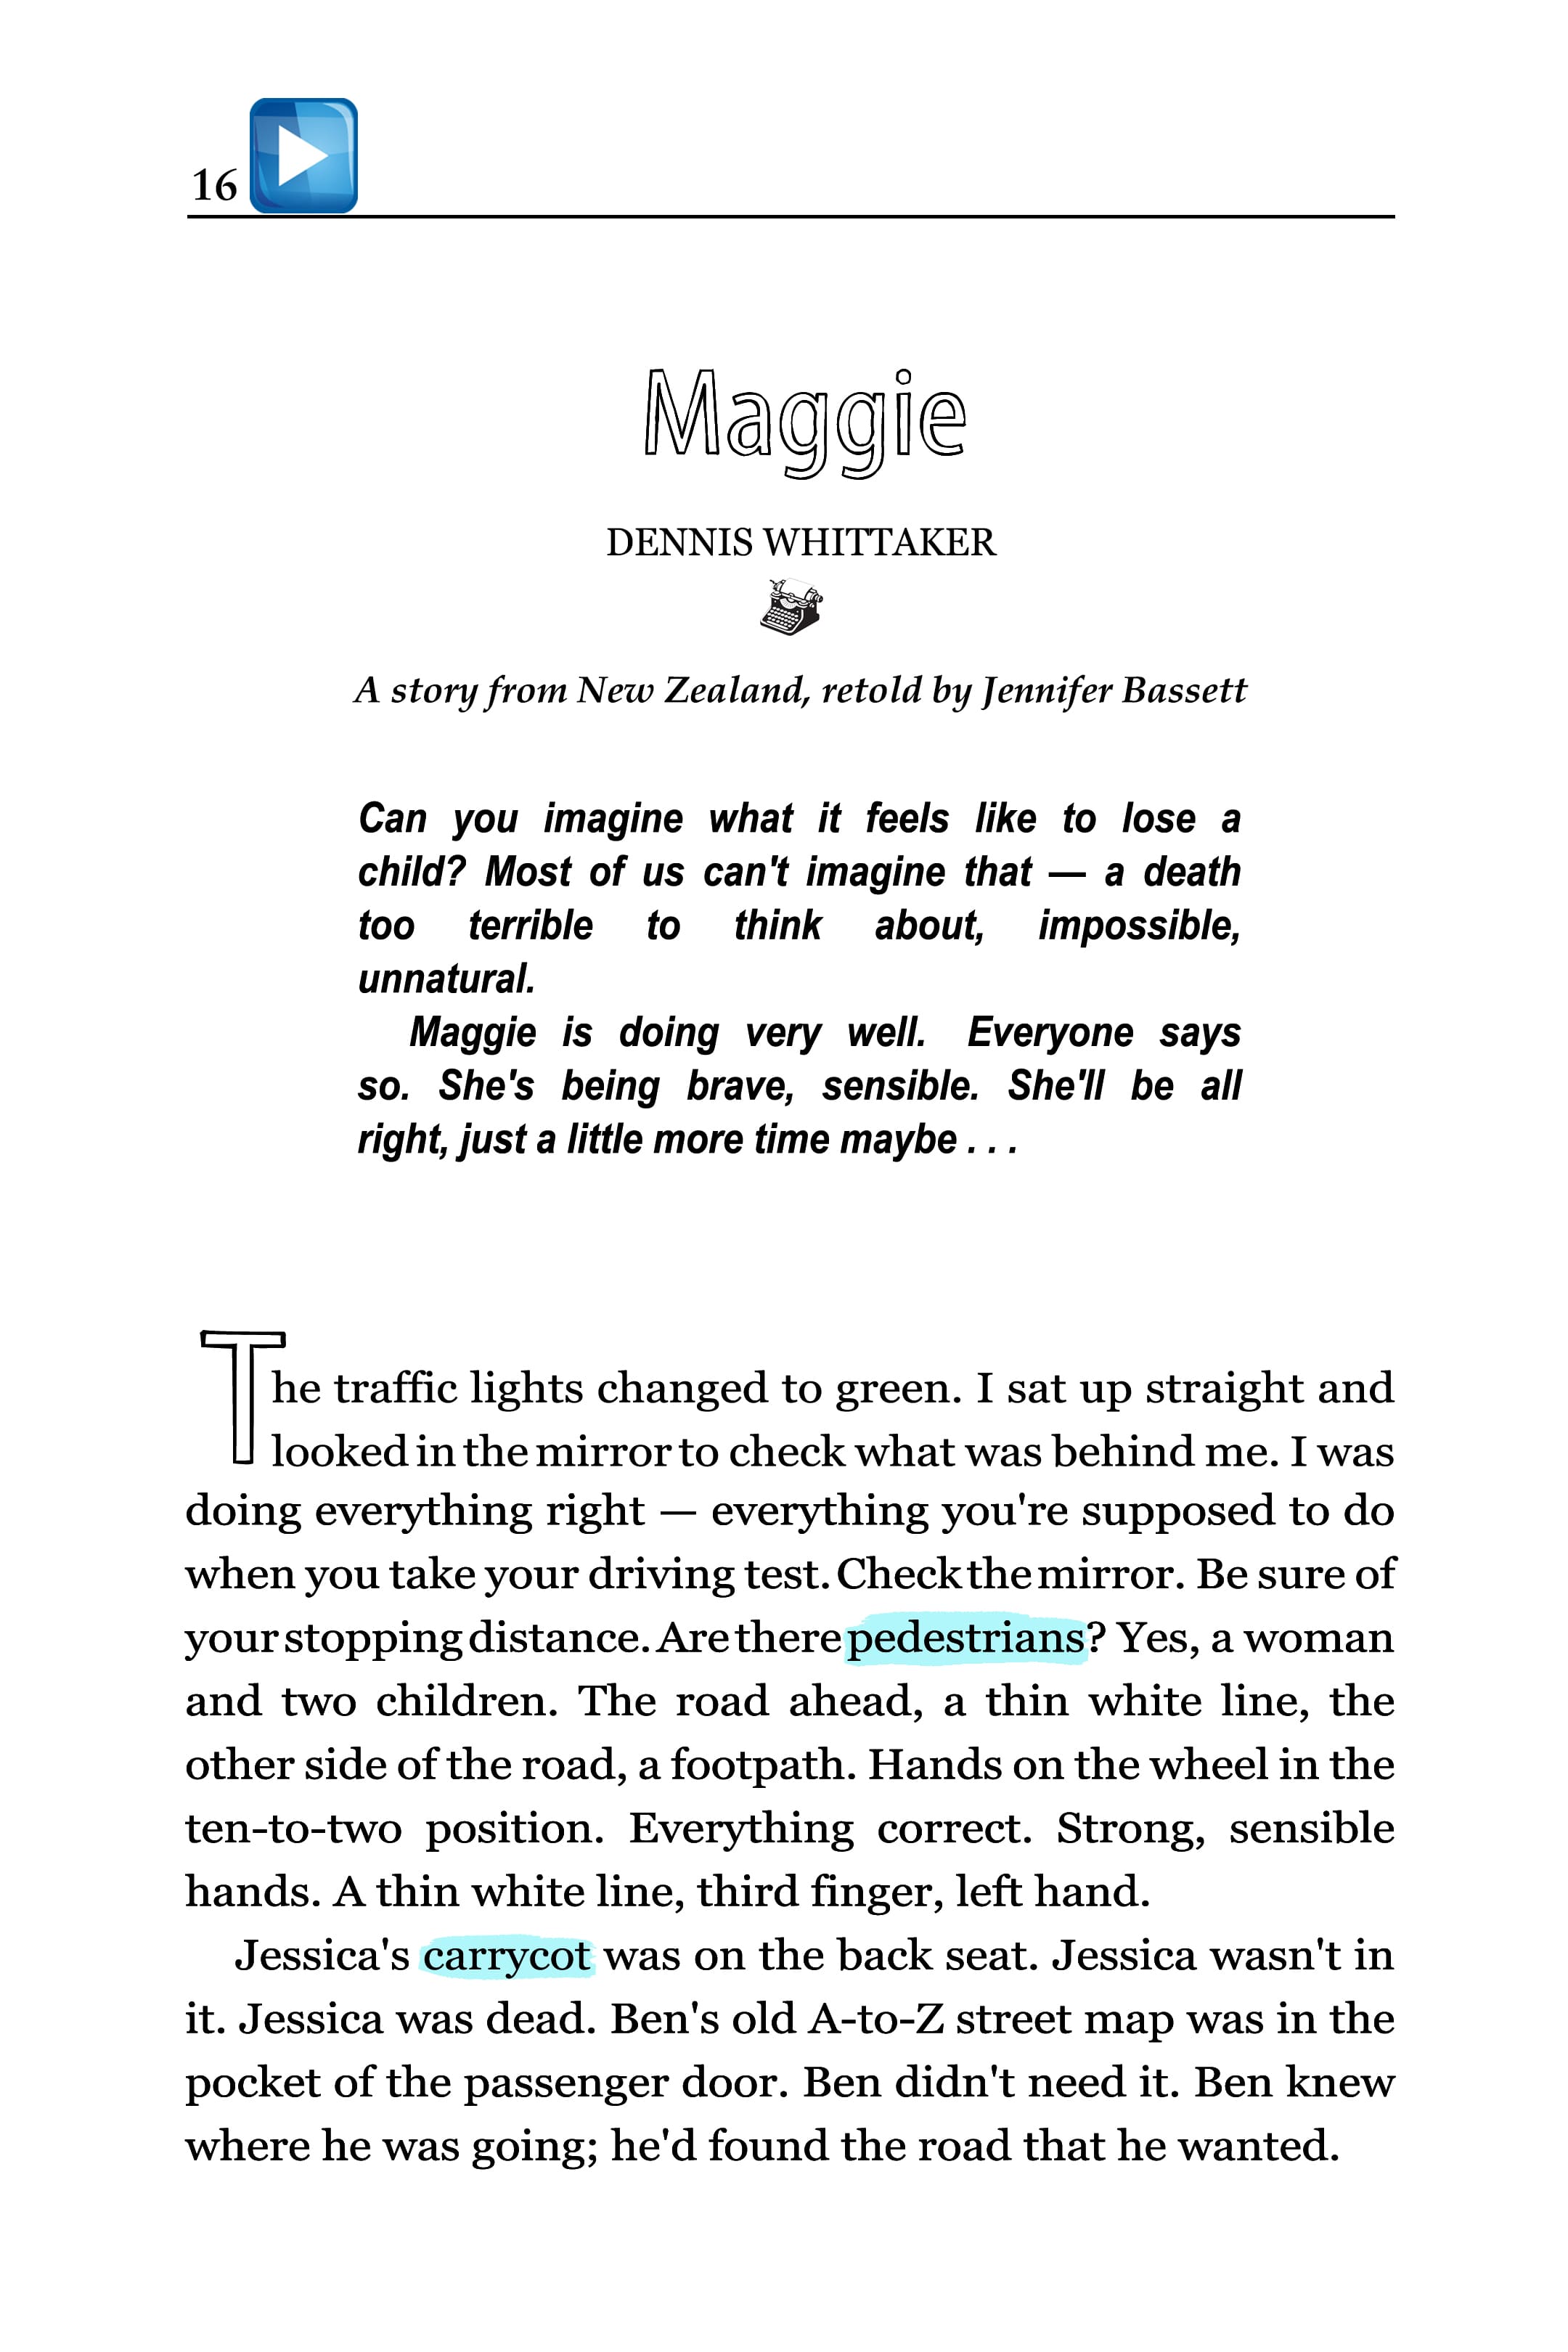 16
Maggie
DENNIS WHITTAKER
A story from New Zealand, retold by Jennifer Bassett
Can you imagine what it feels like to lose a
child? Most of us can't imagine that — a death
too terrible to think about, impossible,
unnatural.
Maggie is doing very well. Everyone says
so. She's being brave, sensible. She'll be all
right, just a little more time maybe . . .
The traffic lights changed to green. I sat up straight and
looked in the mirror to check what was behind me. I was
doing everything right — everything you're supposed to do
when you take your driving test. Check the mirror. Be sure of
your stopping distance. Are there pedestrians? Yes, a woman
and two children. The road ahead, a thin white line, the
other side of the road, a footpath. Hands on the wheel in the
ten-to-two position. Everything correct. Strong, sensible
hands. A thin white line, third finger, left hand.
Jessica's carrycot was on the back seat. Jessica wasn't in
it. Jessica was dead. Ben's old A-to-Z street map was in the
pocket of the passenger door. Ben didn't need it. Ben knew
where he was going; he'd found the road that he wanted.